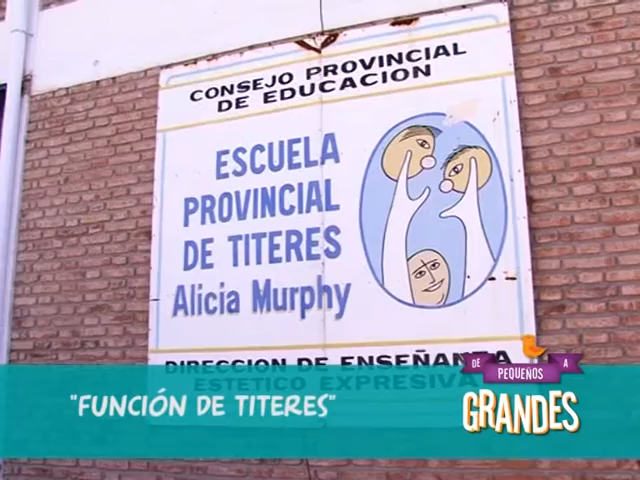 CONSEJO PROVINCIAL
DE EDUCACION
ESCUELA
PROVINCIAL
DE TITERES
Alicia Murphy
DIRECCION DE ENSEÑANZA
ESTETICO EXPRESIVA
"FUNCIÓN DE TITERES"
DE PEQUEÑOS A
GRANDES